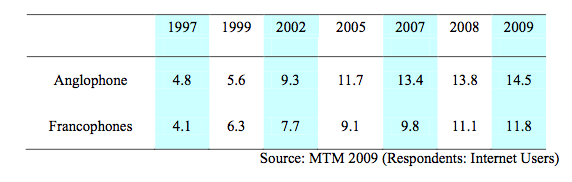 1997 1999 2002 2005 2007 2008 2009
Anglophone 4.8 5.6 9.3 11.7 13.4 13.8 14.5
Francophones 4.1 6.3 7.7 9.1 9.8 11.1 11.8
Source: MTM 2009 (Respondents: Internet Users)